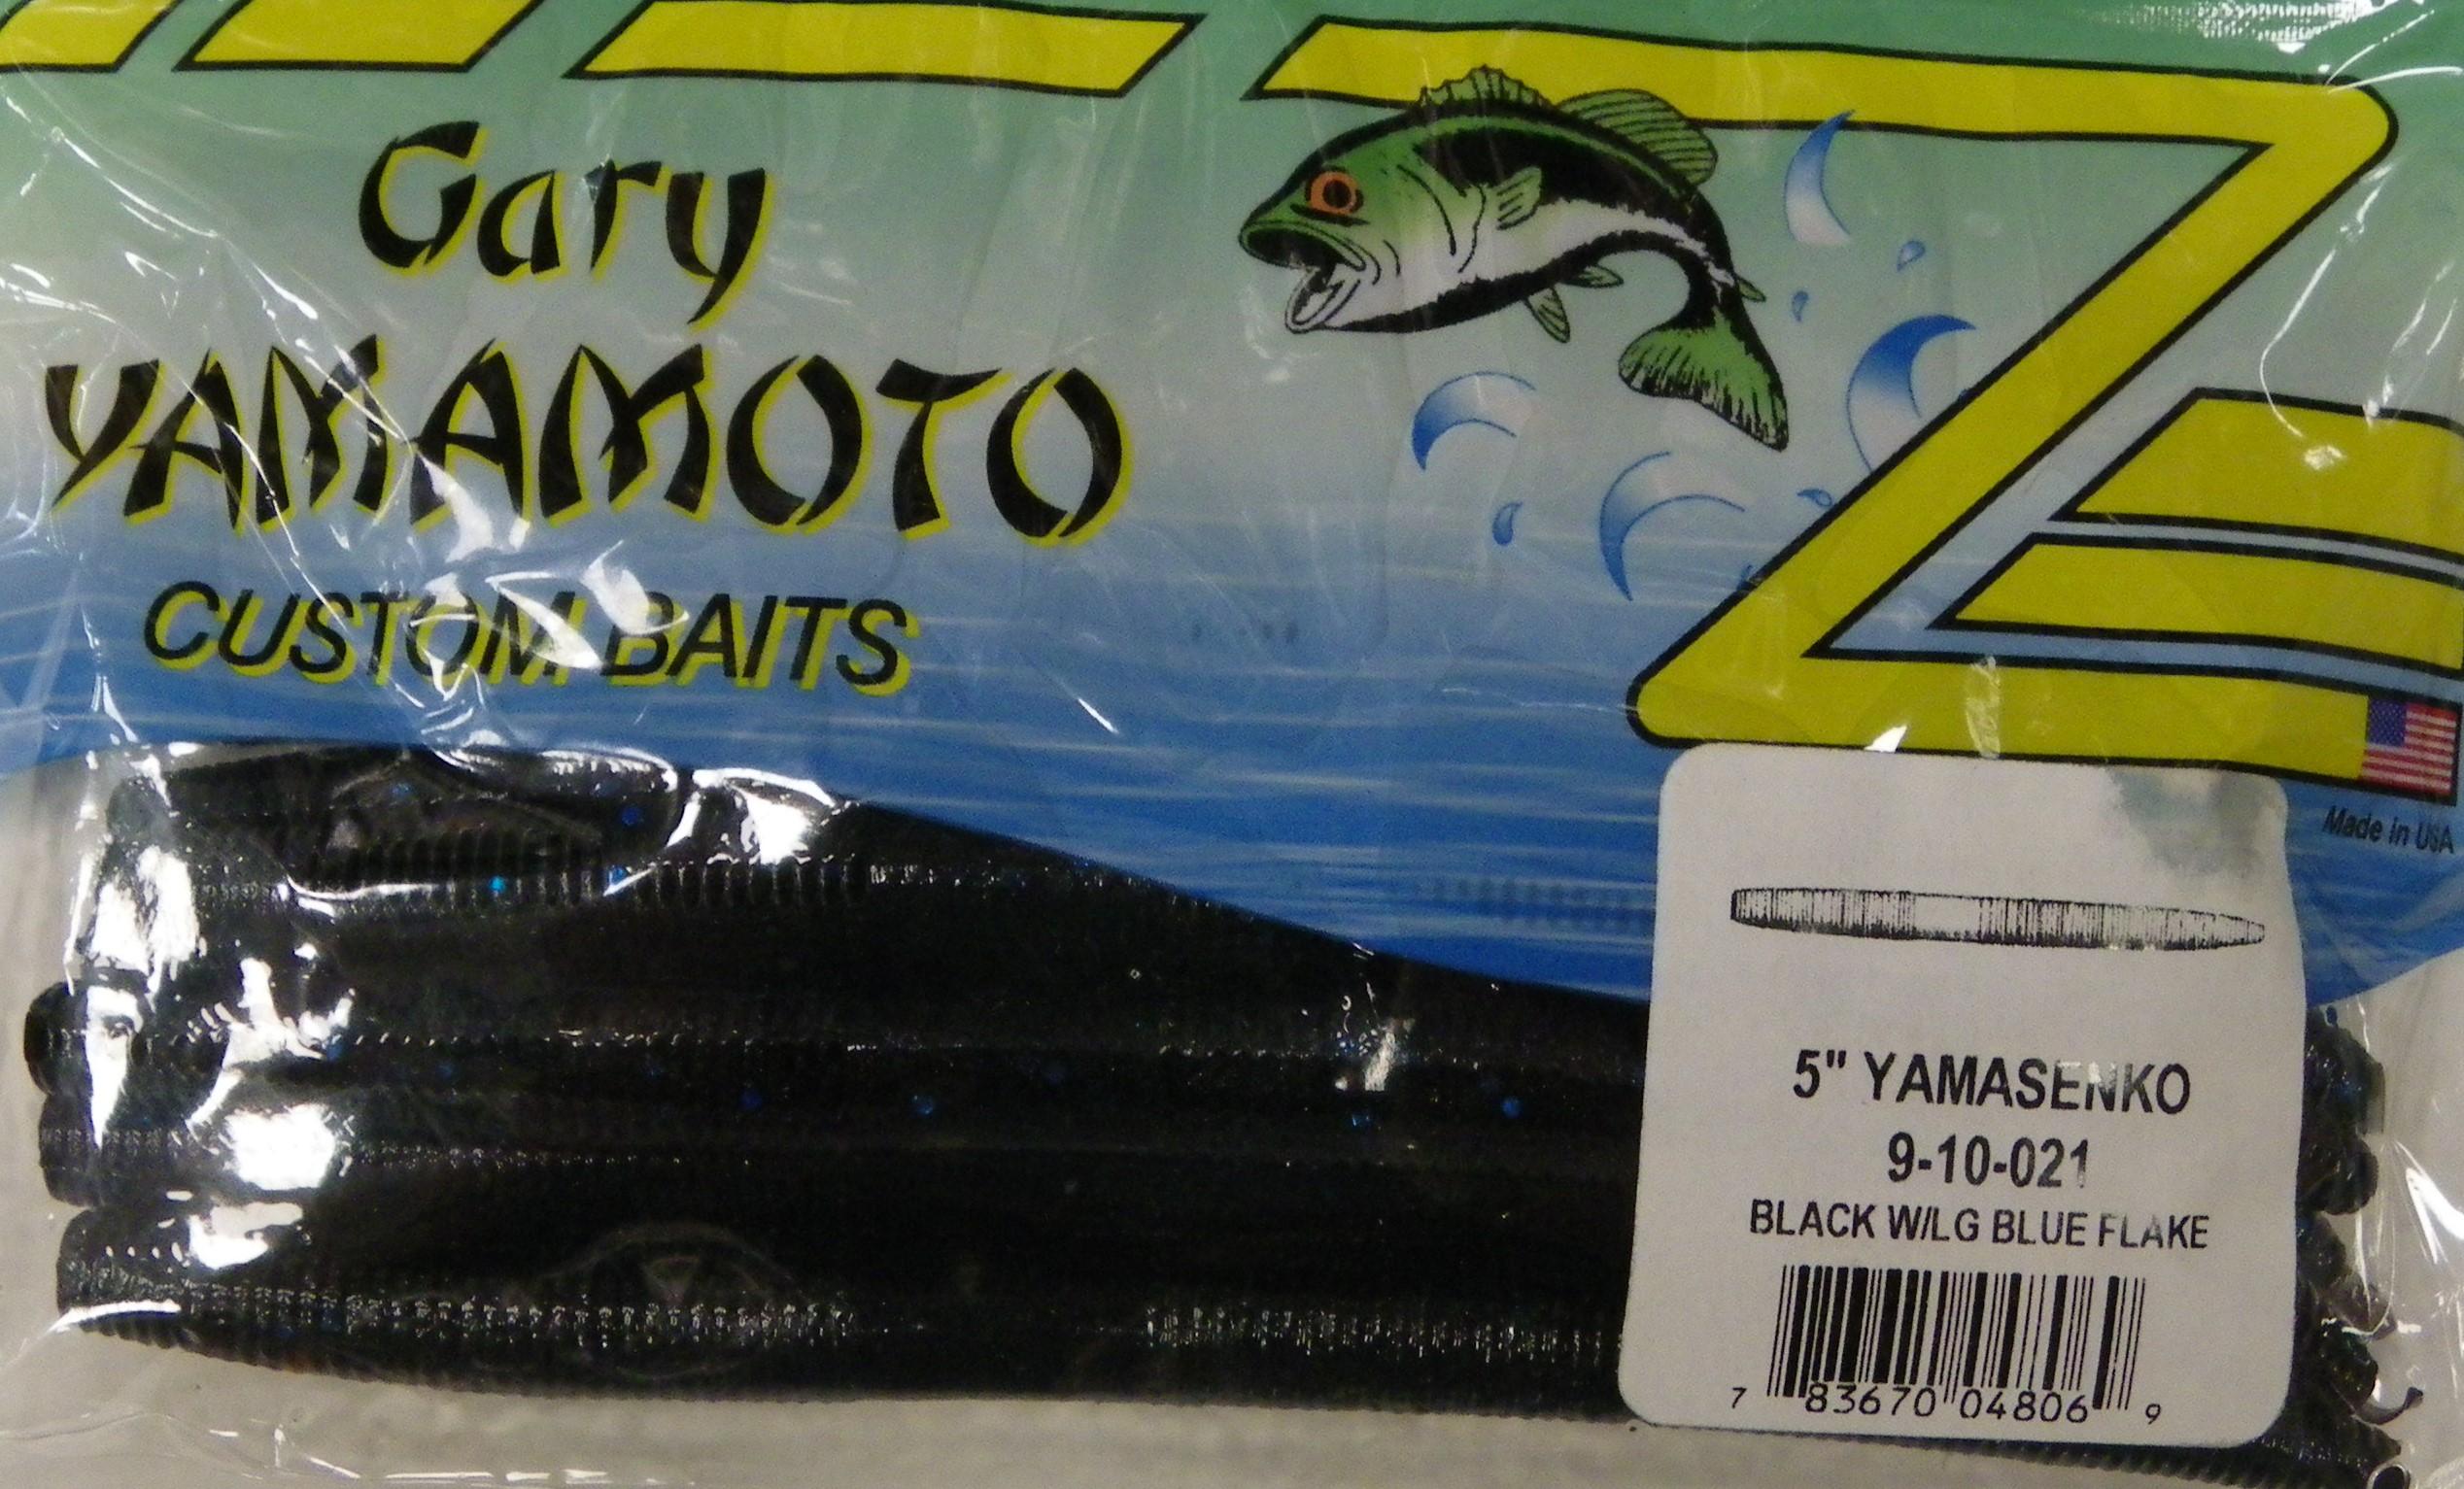 Gary
YAMAMOTO
CUSTOM BAITS
Made in USA
5" YAMASENKO
9-10-021
BLACK W/LG BLUE FLAKE
7 83670 04806 9